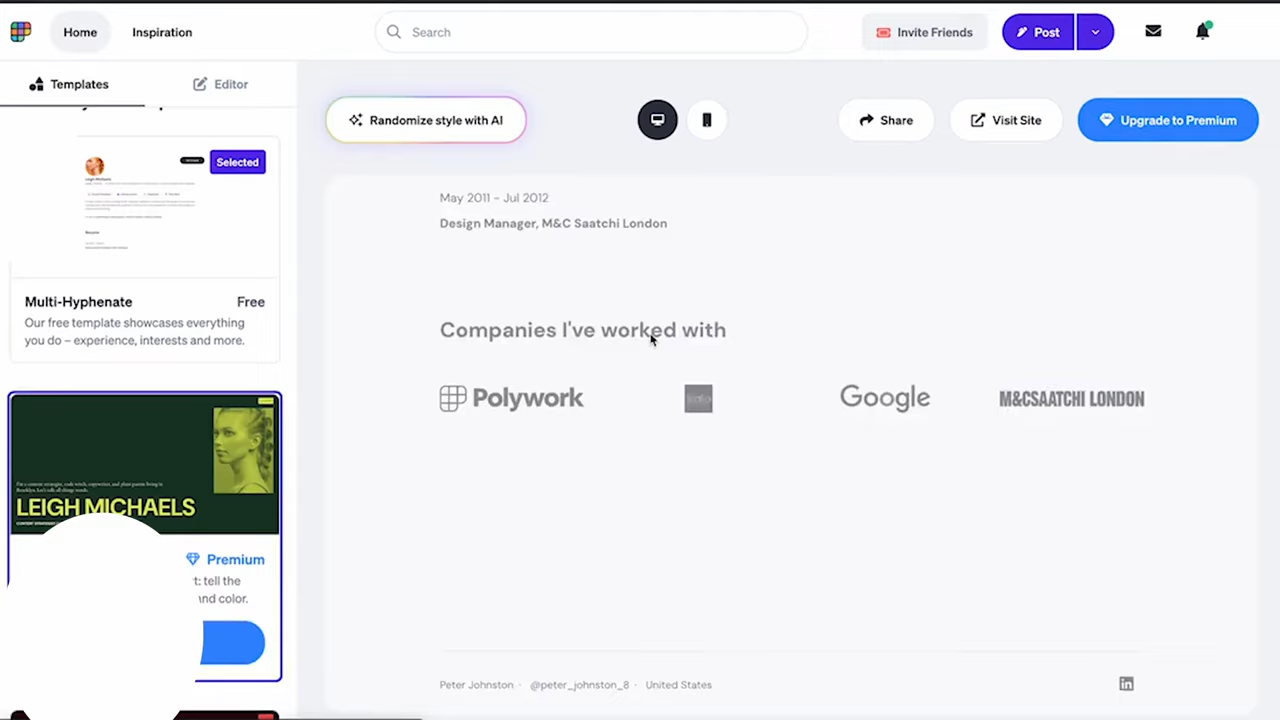 Home
Inspiration
Search
Invite Friends
Post
Templates
Editor
Randomize style with AI
Share
Visit Site
Upgrade to Premium
Selected
Multi-Hyphenate
Free
Our free template showcases everything
you do – experience, interests and more.
LEIGH MICHAELS
Premium
t: tell the
and color.
May 2011 – Jul 2012
Design Manager, M&C Saatchi London
Companies I've worked with
Polywork
Google
M&CSAATCHI LONDON
Peter Johnston ·
@peter_johnston_8 ·
United States
in